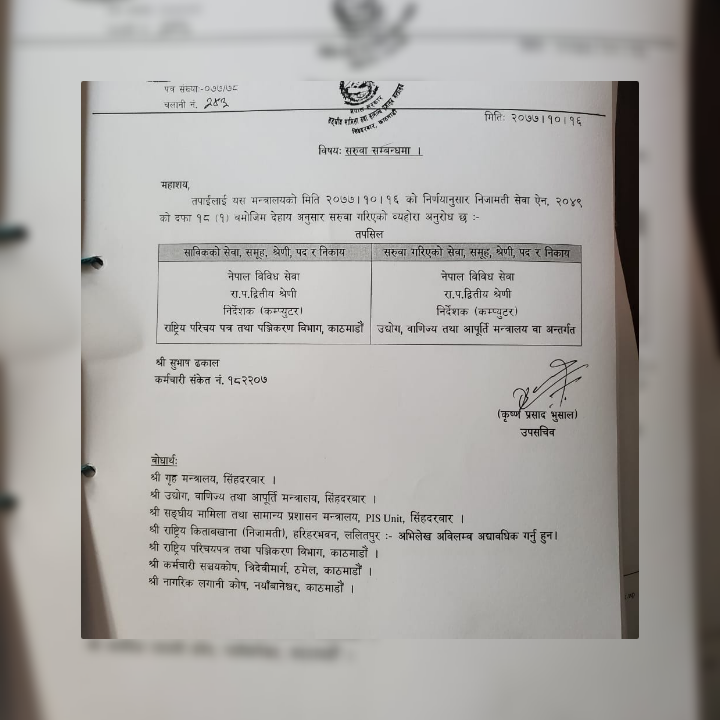 पत्र संख्याः-०७७/७८
चलानी नं. २४३
नेपाल सरकार
सिंहदरबार, काठमाडौं
मितिः २०७७।१०।१६
विषयः सरुवा सम्बन्धमा ।
महाशय,
तपाईंलाई यस मन्त्रालयको मिति २०७७।१०।१६ को निर्णयानुसार निजामती सेवा ऐन, २०४९
को दफा १८ (१) बमोजिम देहाय अनुसार सरुवा गरिएको व्यहोरा अनुरोध छ :-
तपसिल
साविकको सेवा, समूह, श्रेणी, पद र निकाय
सरुवा गरिएको सेवा, समूह, श्रेणी, पद र निकाय
नेपाल विविध सेवा
रा.प.द्वितीय श्रेणी
निर्देशक (कम्प्युटर)
राष्ट्रिय परिचय पत्र तथा पञ्जिकरण विभाग, काठमाडौं
नेपाल विविध सेवा
रा.प.द्वितीय श्रेणी
निर्देशक (कम्प्युटर)
उद्योग, वाणिज्य तथा आपूर्ति मन्त्रालय वा अन्तर्गत
श्री सुभाष ढकाल
कर्मचारी संकेत नं. १८२२०७
(कृष्ण प्रसाद भुसाल)
उपसचिव
बोधार्थः
श्री गृह मन्त्रालय, सिंहदरबार ।
श्री उद्योग, वाणिज्य तथा आपूर्ति मन्त्रालय, सिंहदरबार ।
श्री सङ्घीय मामिला तथा सामान्य प्रशासन मन्त्रालय, PIS Unit, सिंहदरबार ।
श्री राष्ट्रिय किताबखाना (निजामती), हरिहरभवन, ललितपुर :- अभिलेख अविलम्ब अद्यावधिक गर्नु हुन।
श्री राष्ट्रिय परिचयपत्र तथा पञ्जिकरण विभाग, काठमाडौं ।
श्री कर्मचारी सञ्चयकोष, त्रिदेवीमार्ग, ठमेल, काठमाडौं ।
श्री नागरिक लगानी कोष, नयाँबानेश्वर, काठमाडौं ।